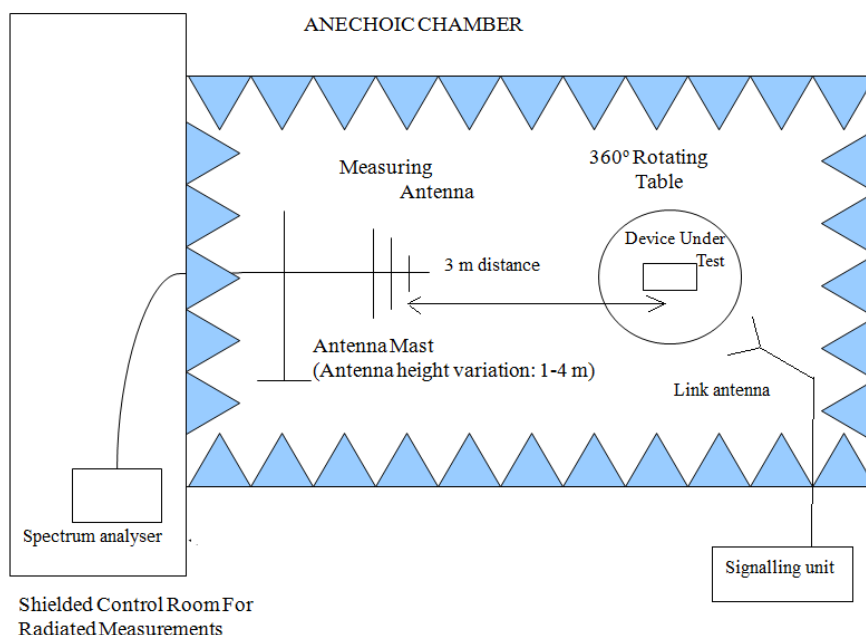 ANECHOIC CHAMBER
Measuring
Antenna
360º Rotating
Table
Device Under
Test
3 m distance
Antenna Mast
(Antenna height variation: 1-4 m)
Link antenna
Spectrum analyser
Signalling unit
Shielded Control Room For
Radiated Measurements